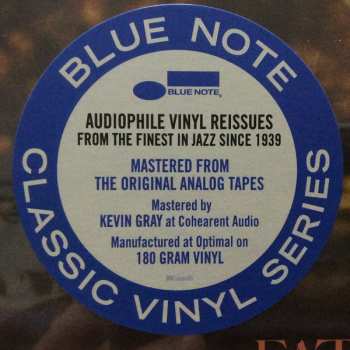 BLUE NOTE
BLUE NOTE
AUDIOPHILE VINYL REISSUES
FROM THE FINEST IN JAZZ SINCE 1939
MASTERED FROM
THE ORIGINAL ANALOG TAPES
Mastered by
KEVIN GRAY at Cohearent Audio
Manufactured at Optimal on
180 GRAM VINYL
CLASSIC VINYL SERIES